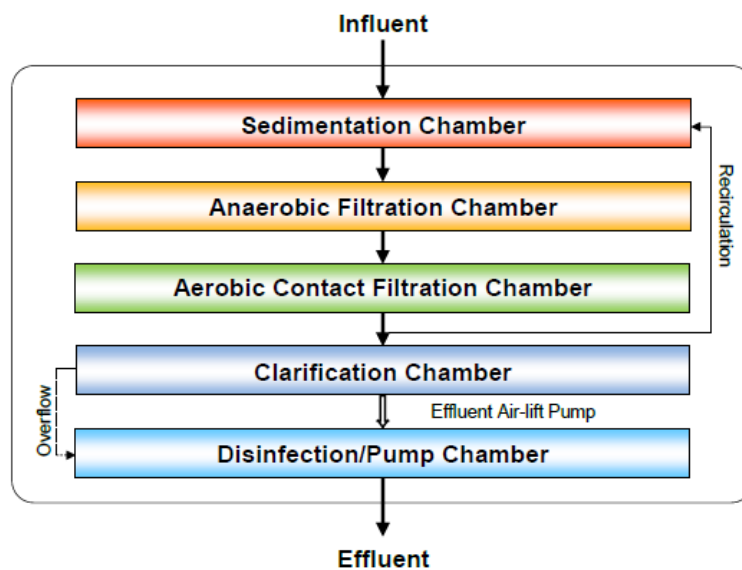 Influent
Sedimentation Chamber
Recirculation
Anaerobic Filtration Chamber
Aerobic Contact Filtration Chamber
Clarification Chamber
Overflow
Effluent Air-lift Pump
Disinfection/Pump Chamber
Effluent